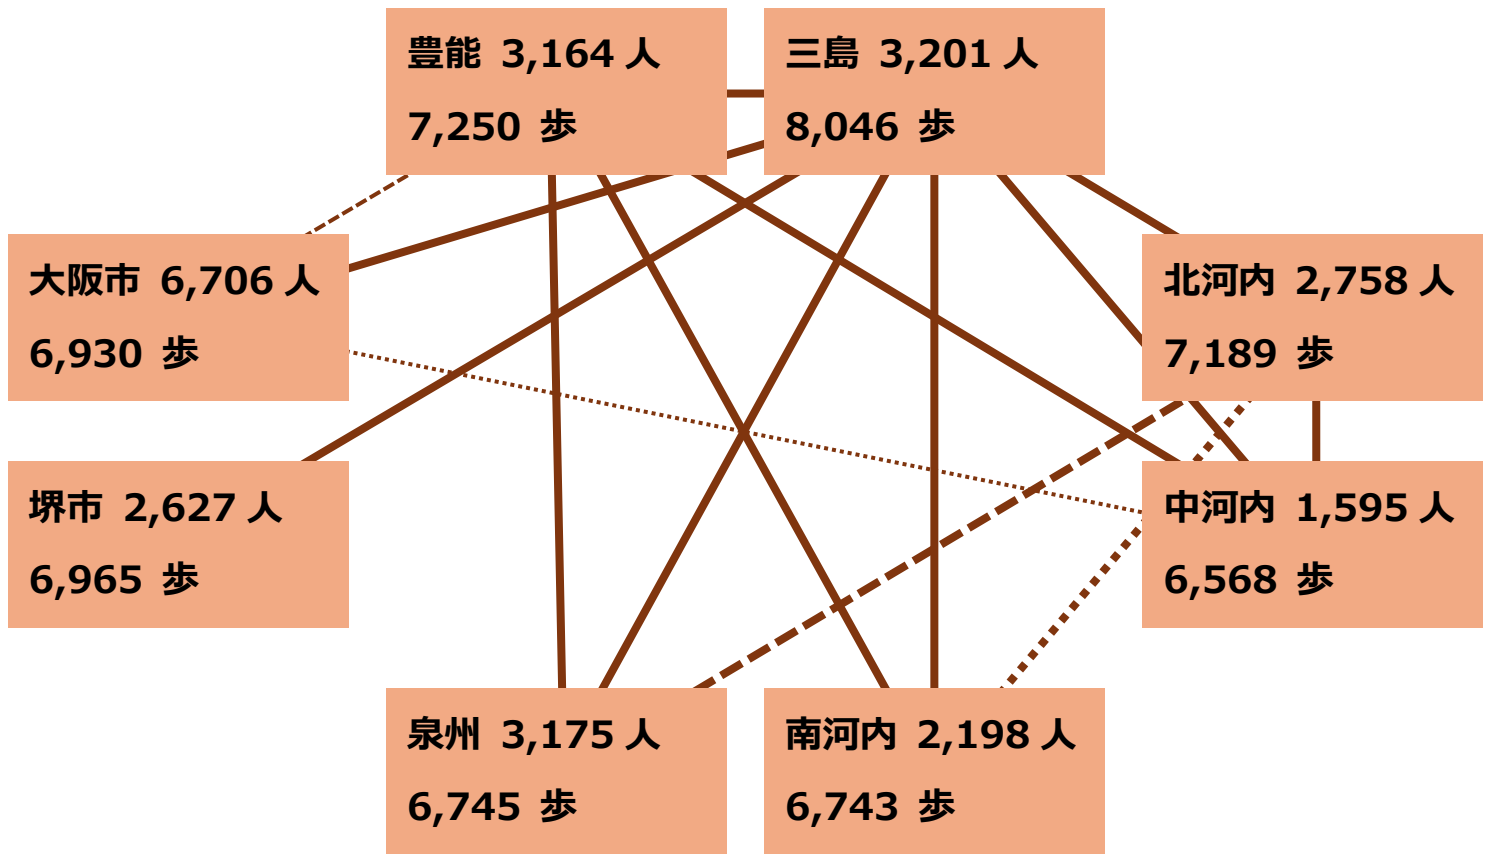 豊能 3,164 人
7,250 歩
三島 3,201 人
8,046 歩
大阪市 6,706 人
6,930 歩
北河内 2,758 人
7,189 歩
堺市 2,627 人
6,965 歩
中河内 1,595 人
6,568 歩
泉州 3,175 人
6,745 歩
南河内 2,198 人
6,743 歩